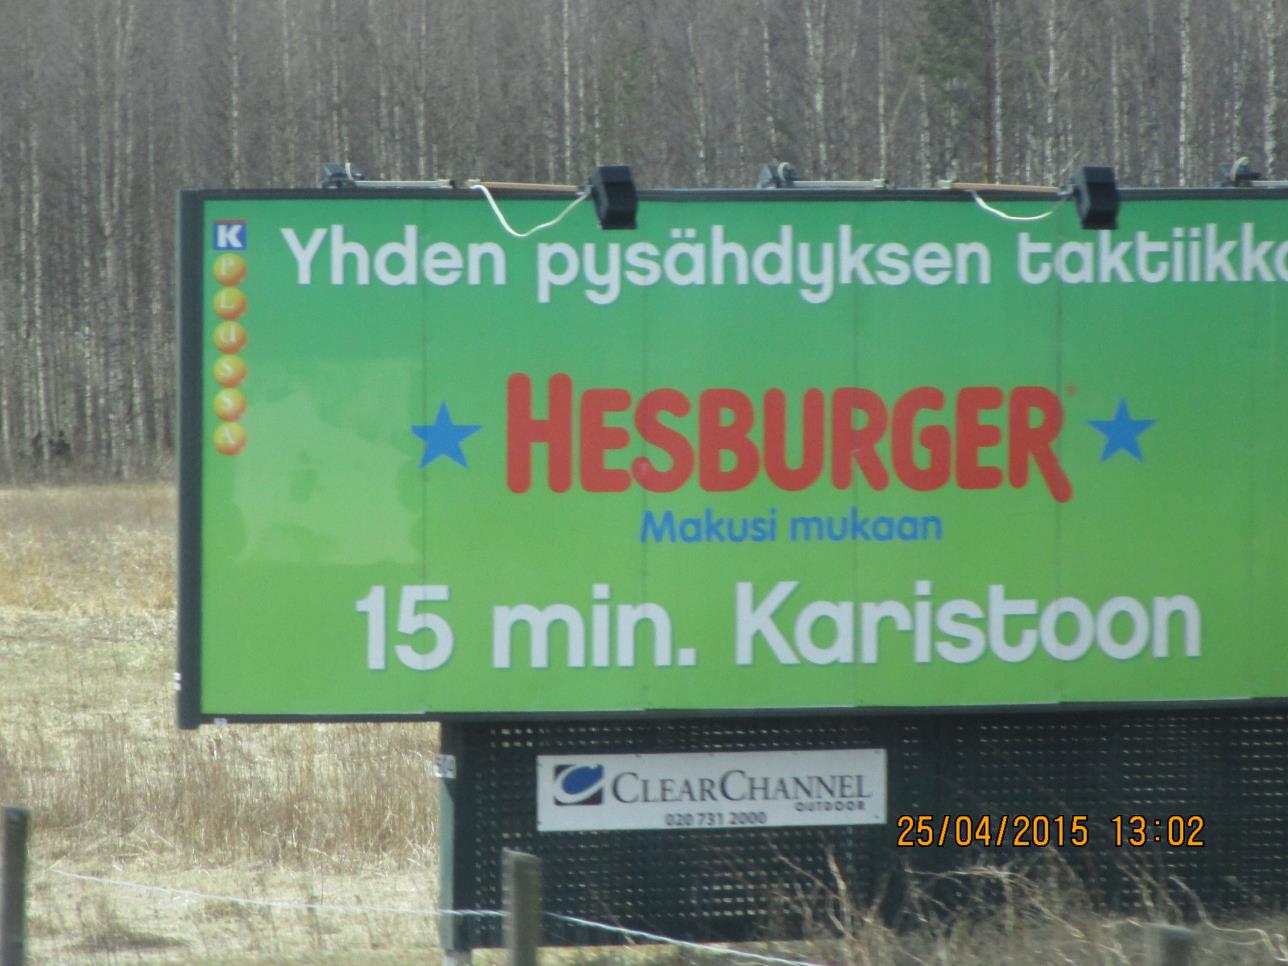 K
PLUSSA
Yhden pysähdyksen taktiikka
HESBURGER®
Makusi mukaan
15 min. Karistoon
CLEARCHANNEL
OUTDOOR
020 731 2000
25/04/2015 13:02